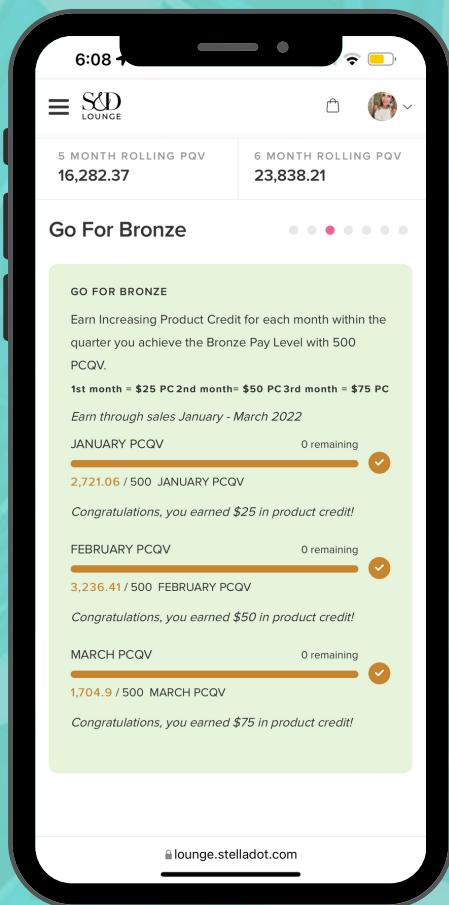 6:08
S&D
LOUNGE
5 MONTH ROLLING PQV
16,282.37
6 MONTH ROLLING PQV
23,838.21
Go For Bronze
GO FOR BRONZE
Earn Increasing Product Credit for each month within the
quarter you achieve the Bronze Pay Level with 500
PCQV.
1st month = $25 PC 2nd month= $50 PC 3rd month = $75 PC
Earn through sales January - March 2022
JANUARY PCQV 0 remaining
2,721.06 / 500 JANUARY PCQV
Congratulations, you earned $25 in product credit!
FEBRUARY PCQV 0 remaining
3,236.41 / 500 FEBRUARY PCQV
Congratulations, you earned $50 in product credit!
MARCH PCQV 0 remaining
1,704.9 / 500 MARCH PCQV
Congratulations, you earned $75 in product credit!
lounge.stelladot.com